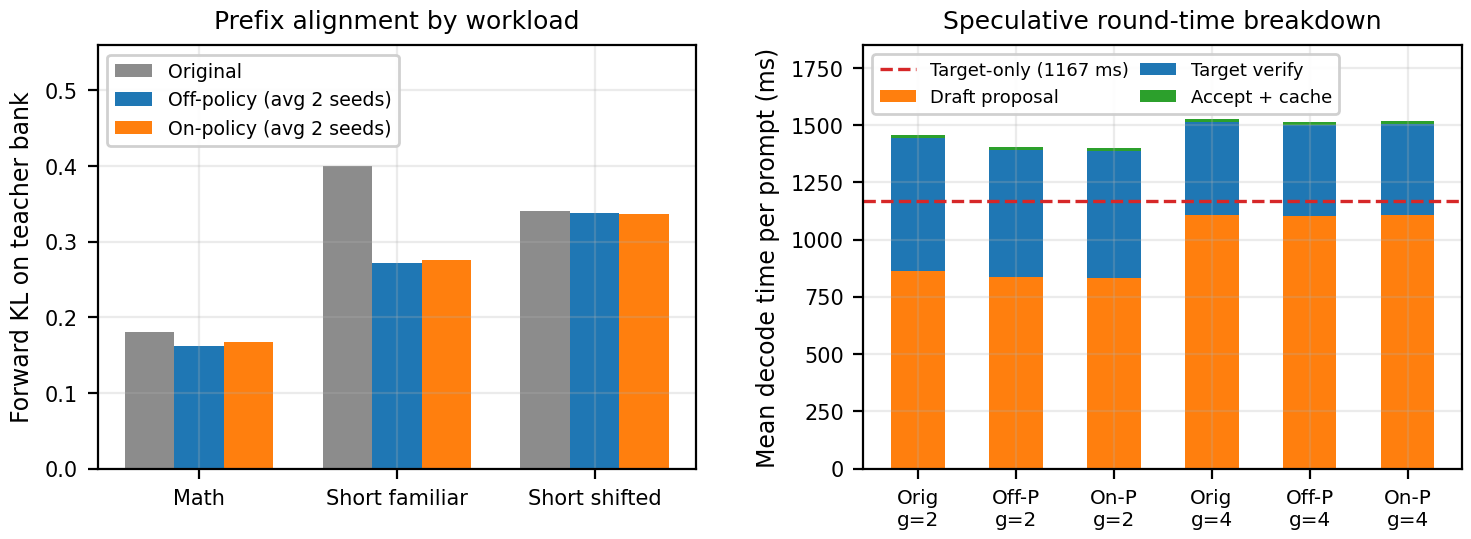 Prefix alignment by workload
Forward KL on teacher bank
0.5
0.4
0.3
0.2
0.1
0.0
Original
Off-policy (avg 2 seeds)
On-policy (avg 2 seeds)
Math
Short familiar
Short shifted
Speculative round-time breakdown
Mean decode time per prompt (ms)
1750
1500
1250
1000
750
500
250
0
Target-only (1167 ms)
Draft proposal
Target verify
Accept + cache
Orig
g=2
Off-P
g=2
On-P
g=2
Orig
g=4
Off-P
g=4
On-P
g=4